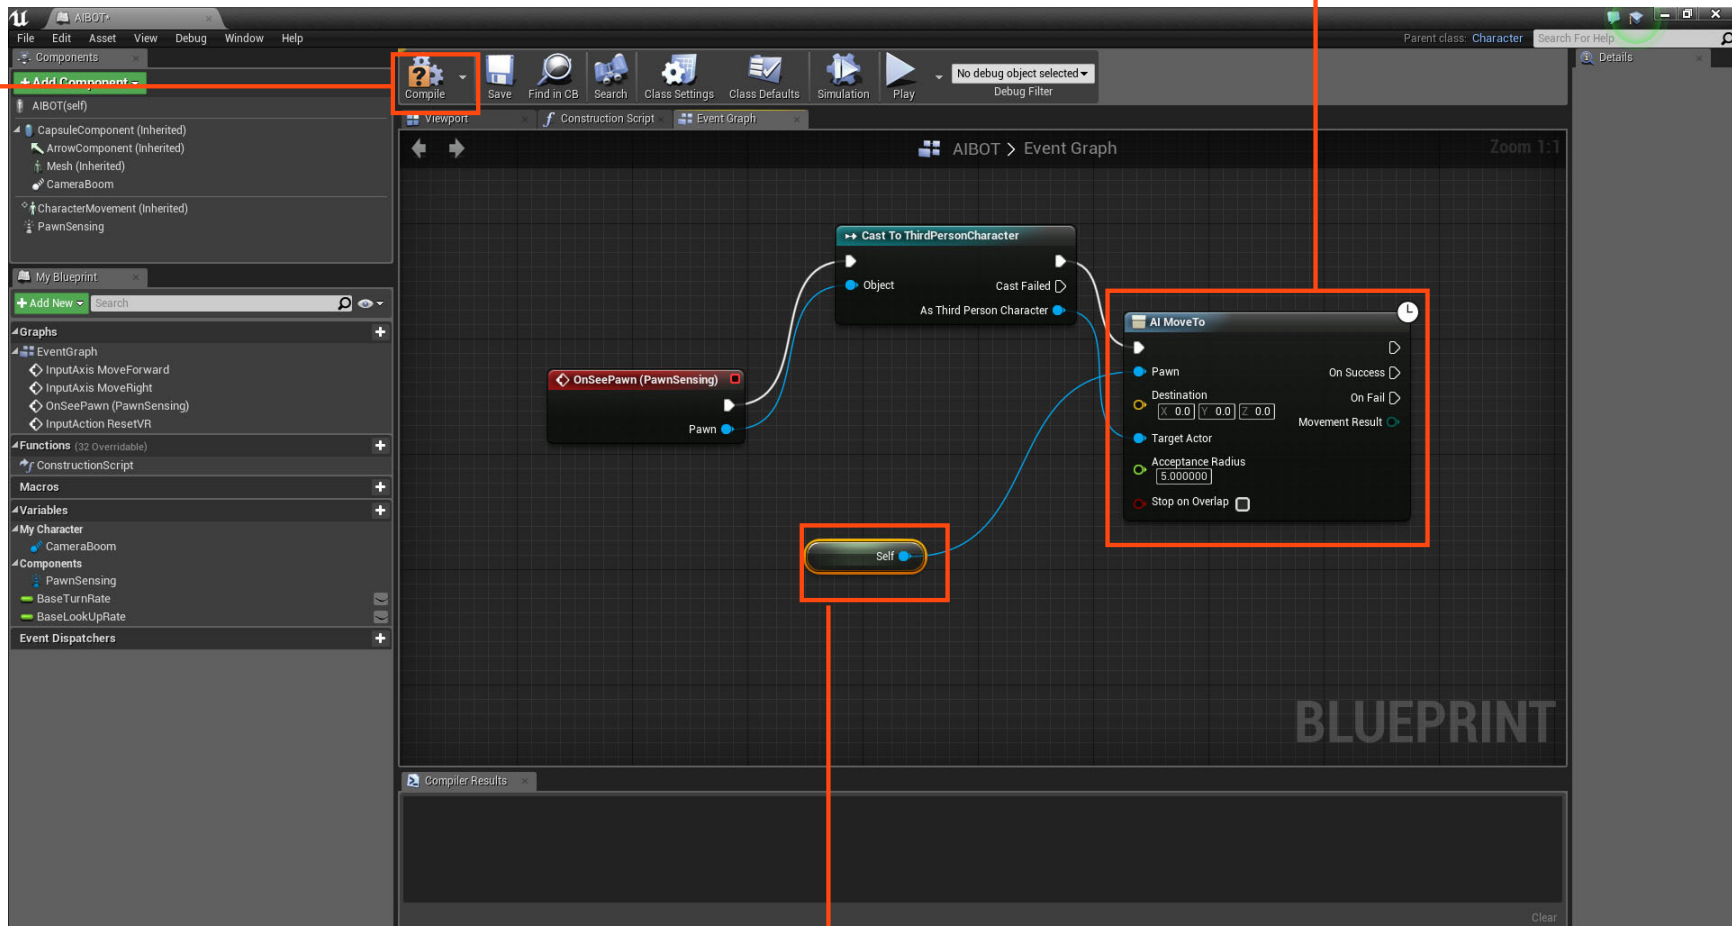 AIBOT*
File Edit Asset View Debug Window Help
Parent class: Character
Search For Help
Components
+ Add Component
AIBOT(self)
CapsuleComponent (Inherited)
ArrowComponent (Inherited)
Mesh (Inherited)
CameraBoom
CharacterMovement (Inherited)
PawnSensing
My Blueprint
+ Add New
Search
Graphs
EventGraph
InputAxis MoveForward
InputAxis MoveRight
OnSeePawn (PawnSensing)
InputAction ResetVR
Functions (32 Overridable)
ConstructionScript
Macros
Variables
My Character
CameraBoom
Components
PawnSensing
BaseTurnRate
BaseLookUpRate
Event Dispatchers
Compile
Save
Find in CB
Search
Class Settings
Class Defaults
Simulation
Play
No debug object selected
Debug Filter
Viewport
Construction Script
Event Graph
AIBOT > Event Graph
Zoom 1:1
Cast To ThirdPersonCharacter
Object
Cast Failed
As Third Person Character
OnSeePawn (PawnSensing)
Pawn
Self
AI MoveTo
Pawn
On Success
Destination
X 0.0 Y 0.0 Z 0.0
On Fail
Movement Result
Target Actor
Acceptance Radius
5.000000
Stop on Overlap
BLUEPRINT
Compiler Results
Clear
Details